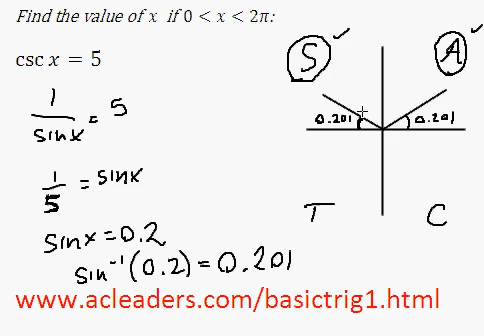 Find the value of x if 0 < x < 2π:
csc x = 5
1/sinx = 5
1/5 = sinx
sinx = 0.2
sin⁻¹(0.2) = 0.201
S ✓ A ✓
0.201 0.201
T C
www.acleaders.com/basictrig1.html